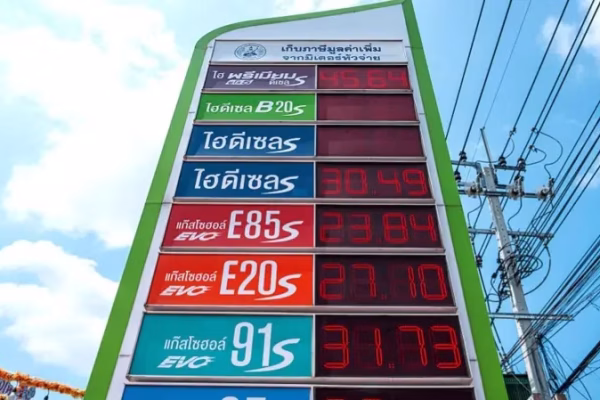 เก็บภาษีมูลค่าเพิ่ม
จากมิเตอร์หัวจ่าย
ไฮ พรีเมียม ดีเซล S 45.64
ไฮดีเซล B20S
ไฮดีเซล S
ไฮดีเซล S 30.49
แก๊สโซฮอล์ EVO E85S 23.84
แก๊สโซฮอล์ EVO E20S 27.10
แก๊สโซฮอล์ EVO 91S 31.73